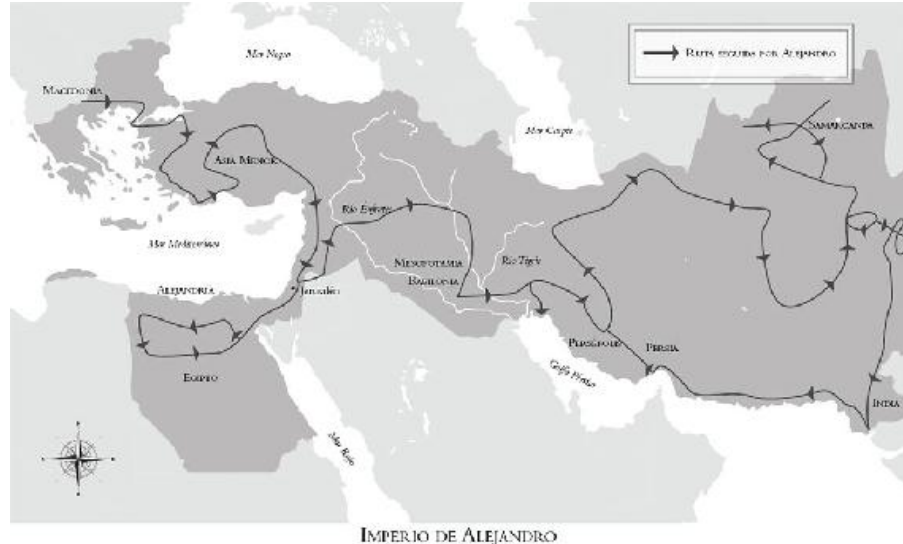 Mar Negro
RUTA SEGUIDA POR ALEJANDRO
MACEDONIA
SAMARCANDA
Mar Caspio
ASIA MENOR
Río Eufrates
Mar Mediterráneo
Río Tigris
MESOPOTAMIA
BABILONIA
ALEJANDRÍA
Jerusalén
PERSÉPOLIS
PERSIA
Golfo Pérsico
EGIPTO
INDIA
Mar Rojo
IMPERIO DE ALEJANDRO